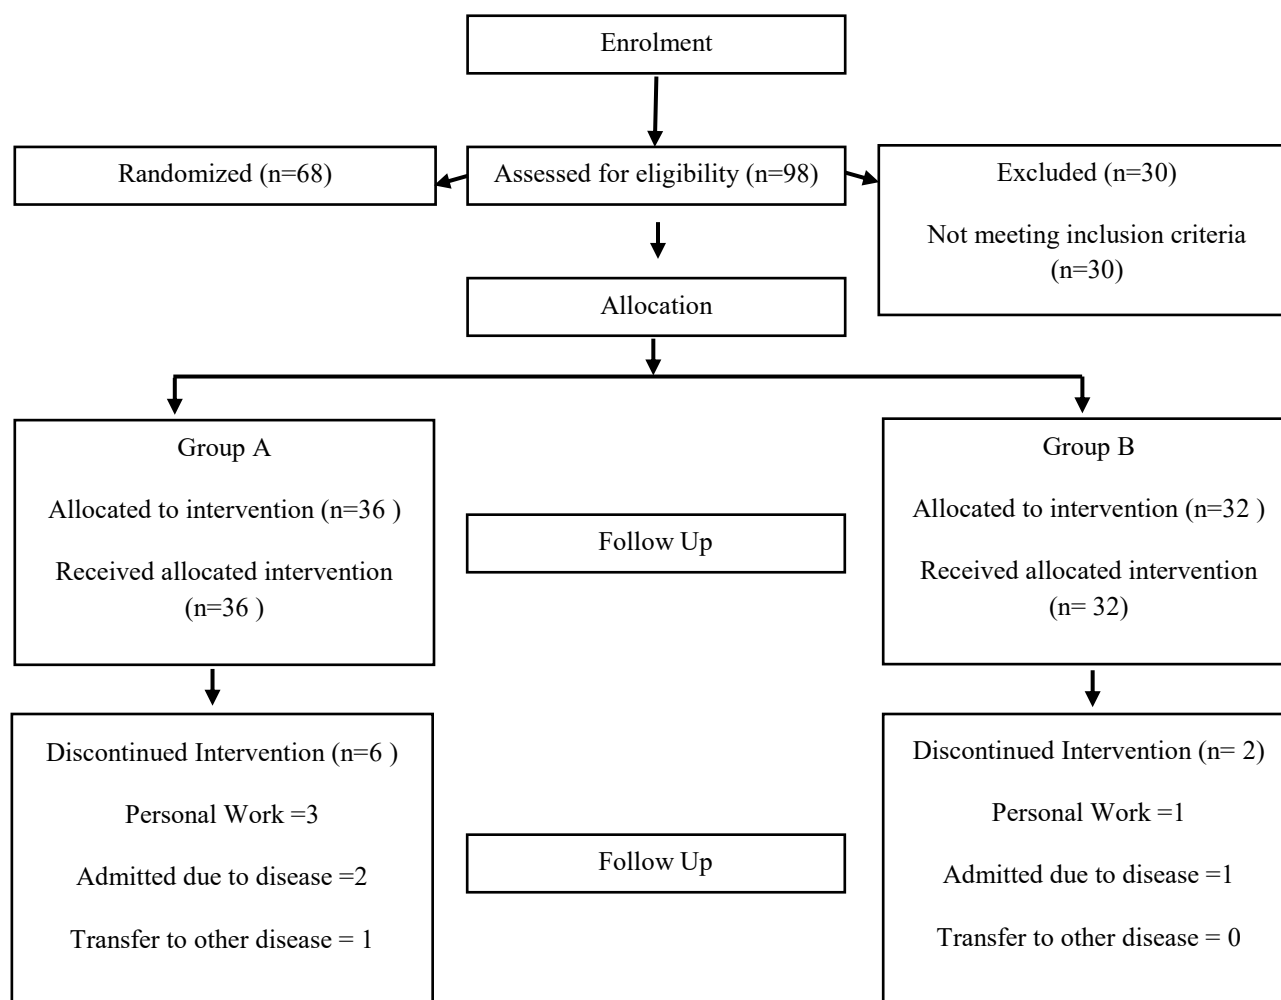 Enrolment
Randomized (n=68)
Assessed for eligibility (n=98)
Excluded (n=30)
Not meeting inclusion criteria
(n=30)
Allocation
Group A
Allocated to intervention (n=36 )
Received allocated intervention
(n=36 )
Follow Up
Group B
Allocated to intervention (n=32 )
Received allocated intervention
(n= 32)
Discontinued Intervention (n=6 )
Personal Work =3
Admitted due to disease =2
Transfer to other disease = 1
Follow Up
Discontinued Intervention (n= 2)
Personal Work =1
Admitted due to disease =1
Transfer to other disease = 0